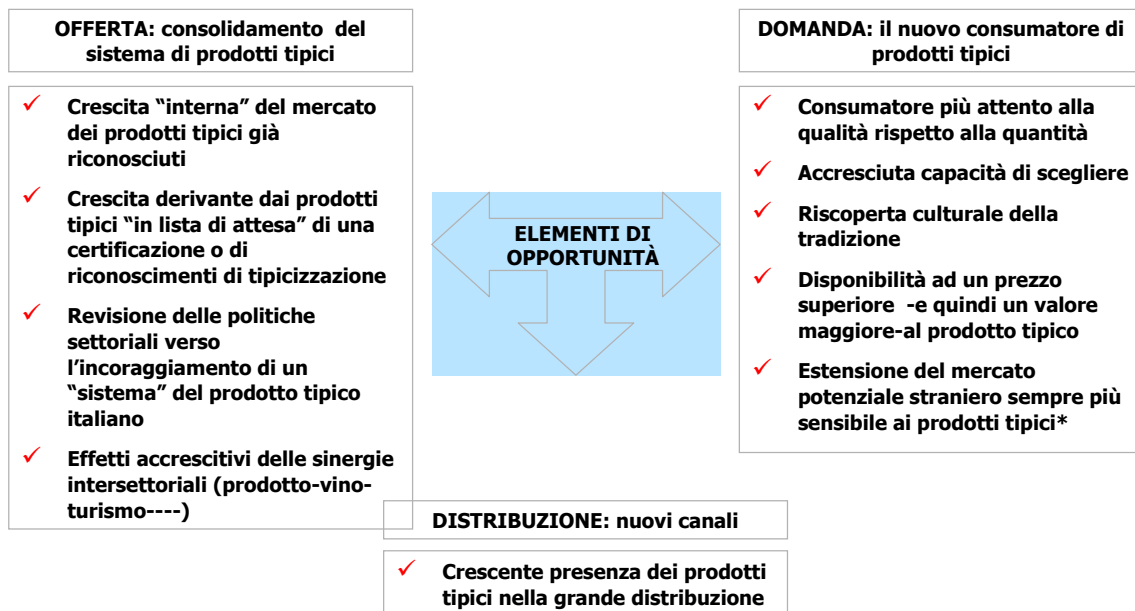 OFFERTA: consolidamento del
sistema di prodotti tipici
Crescita “interna” del mercato
dei prodotti tipici già
riconosciuti
Crescita derivante dai prodotti
tipici “in lista di attesa” di una
certificazione o di
riconoscimenti di tipicizzazione
Revisione delle politiche
settoriali verso
l’incoraggiamento di un
“sistema” del prodotto tipico
italiano
Effetti accrescitivi delle sinergie
intersettoriali (prodotto-vino-
turismo----)
ELEMENTI DI
OPPORTUNITÀ
DOMANDA: il nuovo consumatore di
prodotti tipici
Consumatore più attento alla
qualità rispetto alla quantità
Accresciuta capacità di scegliere
Riscoperta culturale della
tradizione
Disponibilità ad un prezzo
superiore -e quindi un valore
maggiore-al prodotto tipico
Estensione del mercato
potenziale straniero sempre più
sensibile ai prodotti tipici*
DISTRIBUZIONE: nuovi canali
Crescente presenza dei prodotti
tipici nella grande distribuzione